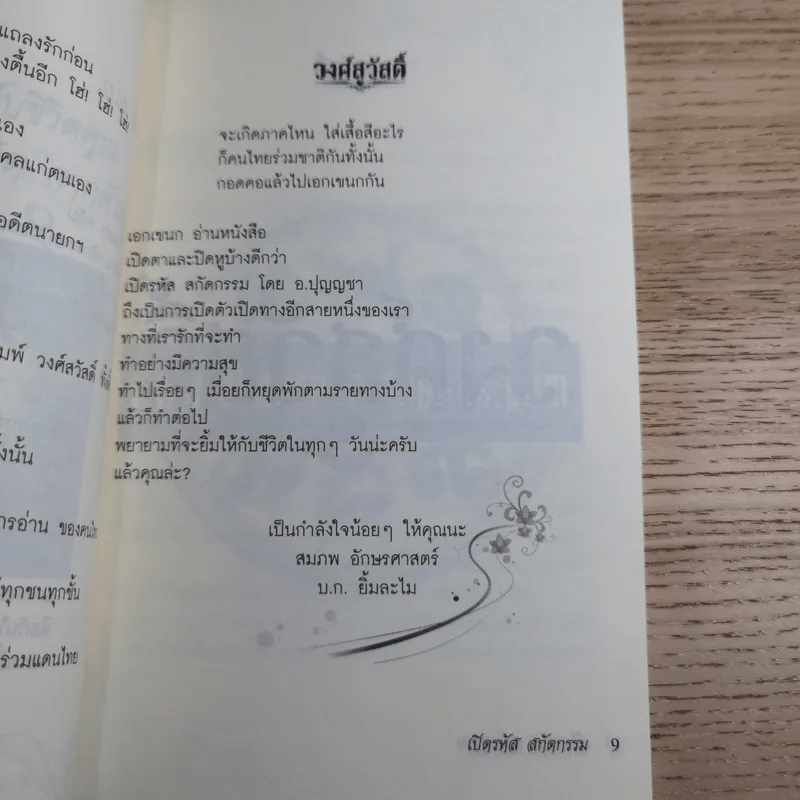 แถลงรักก่อน
งตื้นอีก โฮ่! โฮ่! โฮ่!
นเอง
คลแก่ตนเอง
อดีตนายกฯ
มพ์ วงศ์สวัสดิ์
ั้งนั้น
การอ่าน ของคนไทย
ทุกชนทุกชั้น
ร่วมแดนไทย
วงศ์สุวัสดิ์
จะเกิดภาคไหน ใส่เสื้อสีอะไร
ก็คนไทยร่วมชาติกันทั้งนั้น
กอดคอแล้วไปเอกเขนกกัน
เอกเขนก อ่านหนังสือ
เปิดตาและปิดหูบ้างดีกว่า
เปิดรหัส สกัดกรรม โดย อ.ปุญญชา
ถึงเป็นการเปิดตัวเปิดทางอีกสายหนึ่งของเรา
ทางที่เรารักที่จะทำ
ทำอย่างมีความสุข
ทำไปเรื่อยๆ เมื่อยก็หยุดพักตามรายทางบ้าง
แล้วก็ทำต่อไป
พยายามที่จะยิ้มให้กับชีวิตในทุกๆ วันน่ะครับ
แล้วคุณล่ะ?
เป็นกำลังใจน้อยๆ ให้คุณนะ
สมภพ อักษรศาสตร์
บ.ก. ยิ้มละไม
เปิดรหัส สกัดกรรม 9